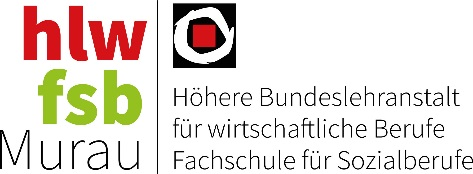 hlw
fsb
Murau
Höhere Bundeslehranstalt
für wirtschaftliche Berufe
Fachschule für Sozialberufe